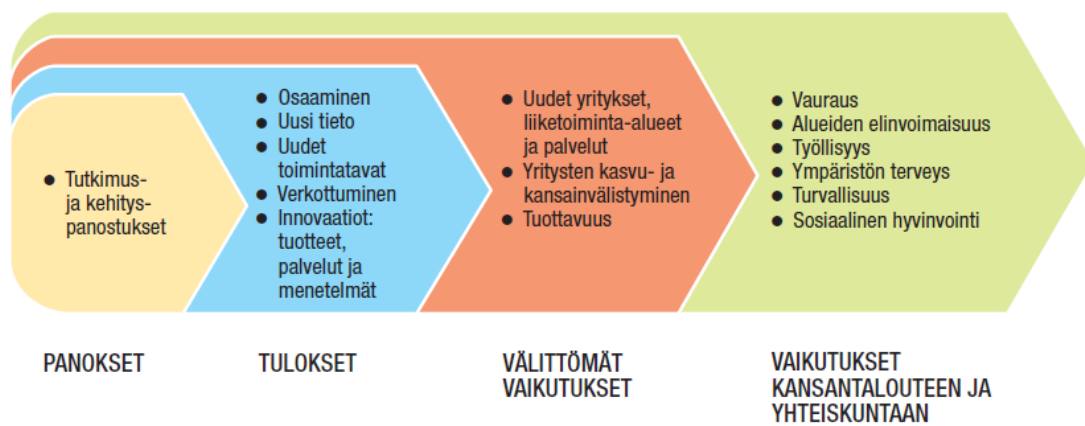 ● Tutkimus-
ja kehitys-
panostukset
● Osaaminen
● Uusi tieto
● Uudet
toimintatavat
● Verkottuminen
● Innovaatiot:
tuotteet,
palvelut ja
menetelmät
● Uudet yritykset,
liiketoiminta-alueet
ja palvelut
● Yritysten kasvu- ja
kansainvälistyminen
● Tuottavuus
● Vauraus
● Alueiden elinvoimaisuus
● Työllisyys
● Ympäristön terveys
● Turvallisuus
● Sosiaalinen hyvinvointi
PANOKSET
TULOKSET
VÄLITTÖMÄT
VAIKUTUKSET
VAIKUTUKSET
KANSANTALOUTEEN JA
YHTEISKUNTAAN